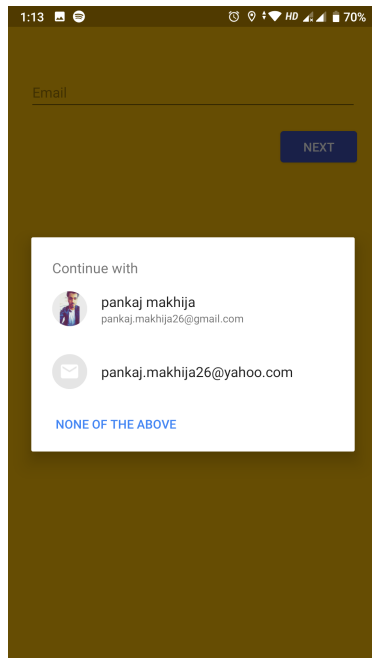 1:13 HD 70%
Email
NEXT
Continue with
pankaj makhija
pankaj.makhija26@gmail.com
pankaj.makhija26@yahoo.com
NONE OF THE ABOVE